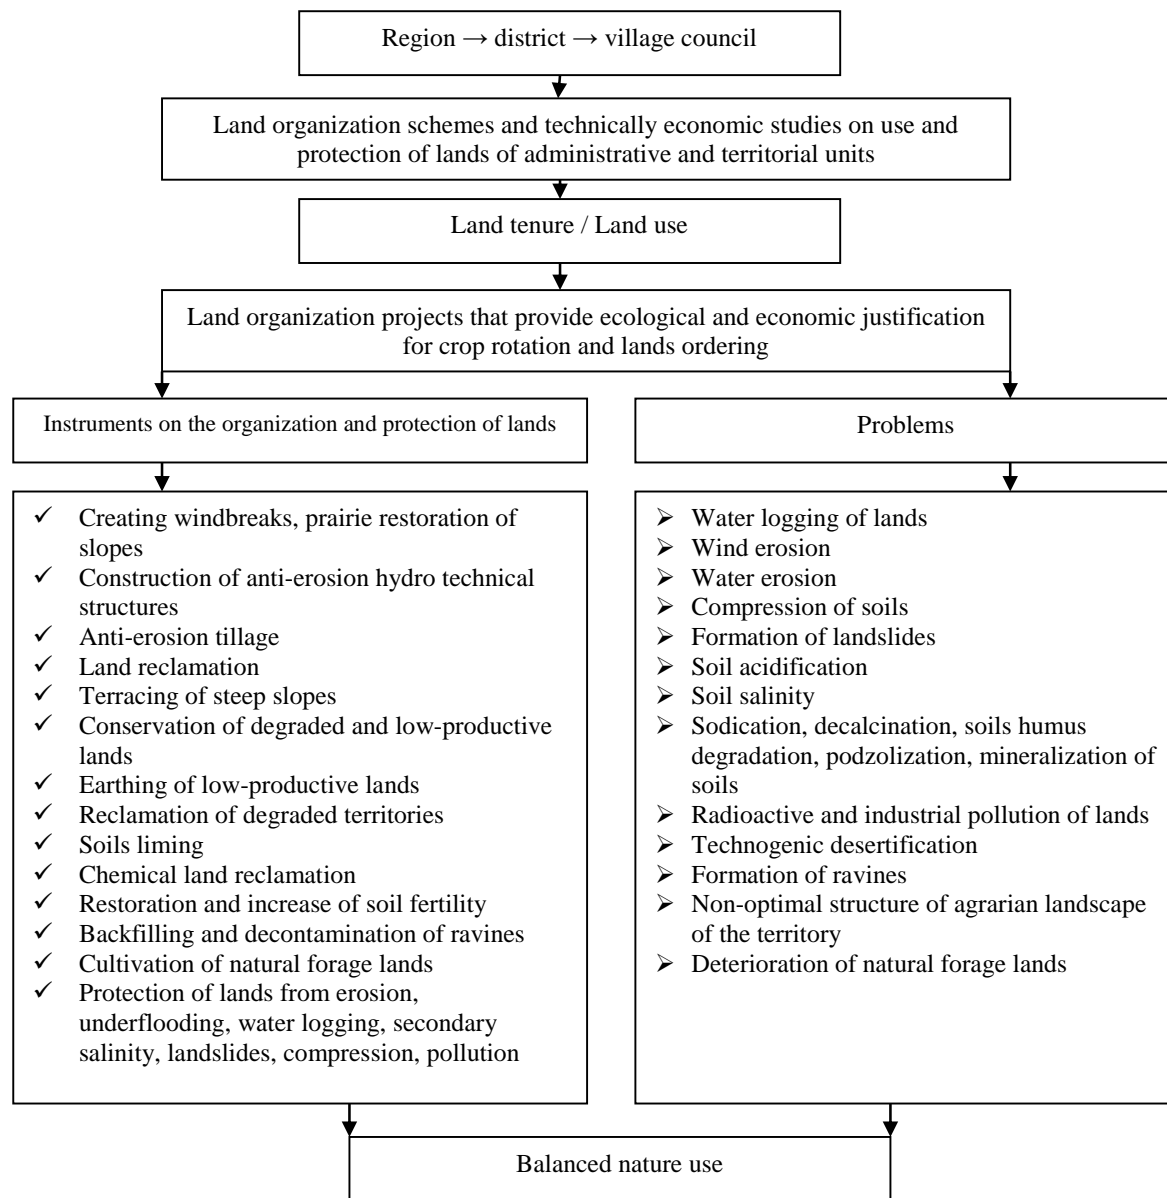 Region → district → village council
Land organization schemes and technically economic studies on use and
protection of lands of administrative and territorial units
Land tenure / Land use
Land organization projects that provide ecological and economic justification
for crop rotation and lands ordering
Instruments on the organization and protection of lands
✓ Creating windbreaks, prairie restoration of
slopes
✓ Construction of anti-erosion hydro technical
structures
✓ Anti-erosion tillage
✓ Land reclamation
✓ Terracing of steep slopes
✓ Conservation of degraded and low-productive
lands
✓ Earthing of low-productive lands
✓ Reclamation of degraded territories
✓ Soils liming
✓ Chemical land reclamation
✓ Restoration and increase of soil fertility
✓ Backfilling and decontamination of ravines
✓ Cultivation of natural forage lands
✓ Protection of lands from erosion,
underflooding, water logging, secondary
salinity, landslides, compression, pollution
Problems
➢ Water logging of lands
➢ Wind erosion
➢ Water erosion
➢ Compression of soils
➢ Formation of landslides
➢ Soil acidification
➢ Soil salinity
➢ Sodication, decalcination, soils humus
degradation, podzolization, mineralization of
soils
➢ Radioactive and industrial pollution of lands
➢ Technogenic desertification
➢ Formation of ravines
➢ Non-optimal structure of agrarian landscape
of the territory
➢ Deterioration of natural forage lands
Balanced nature use